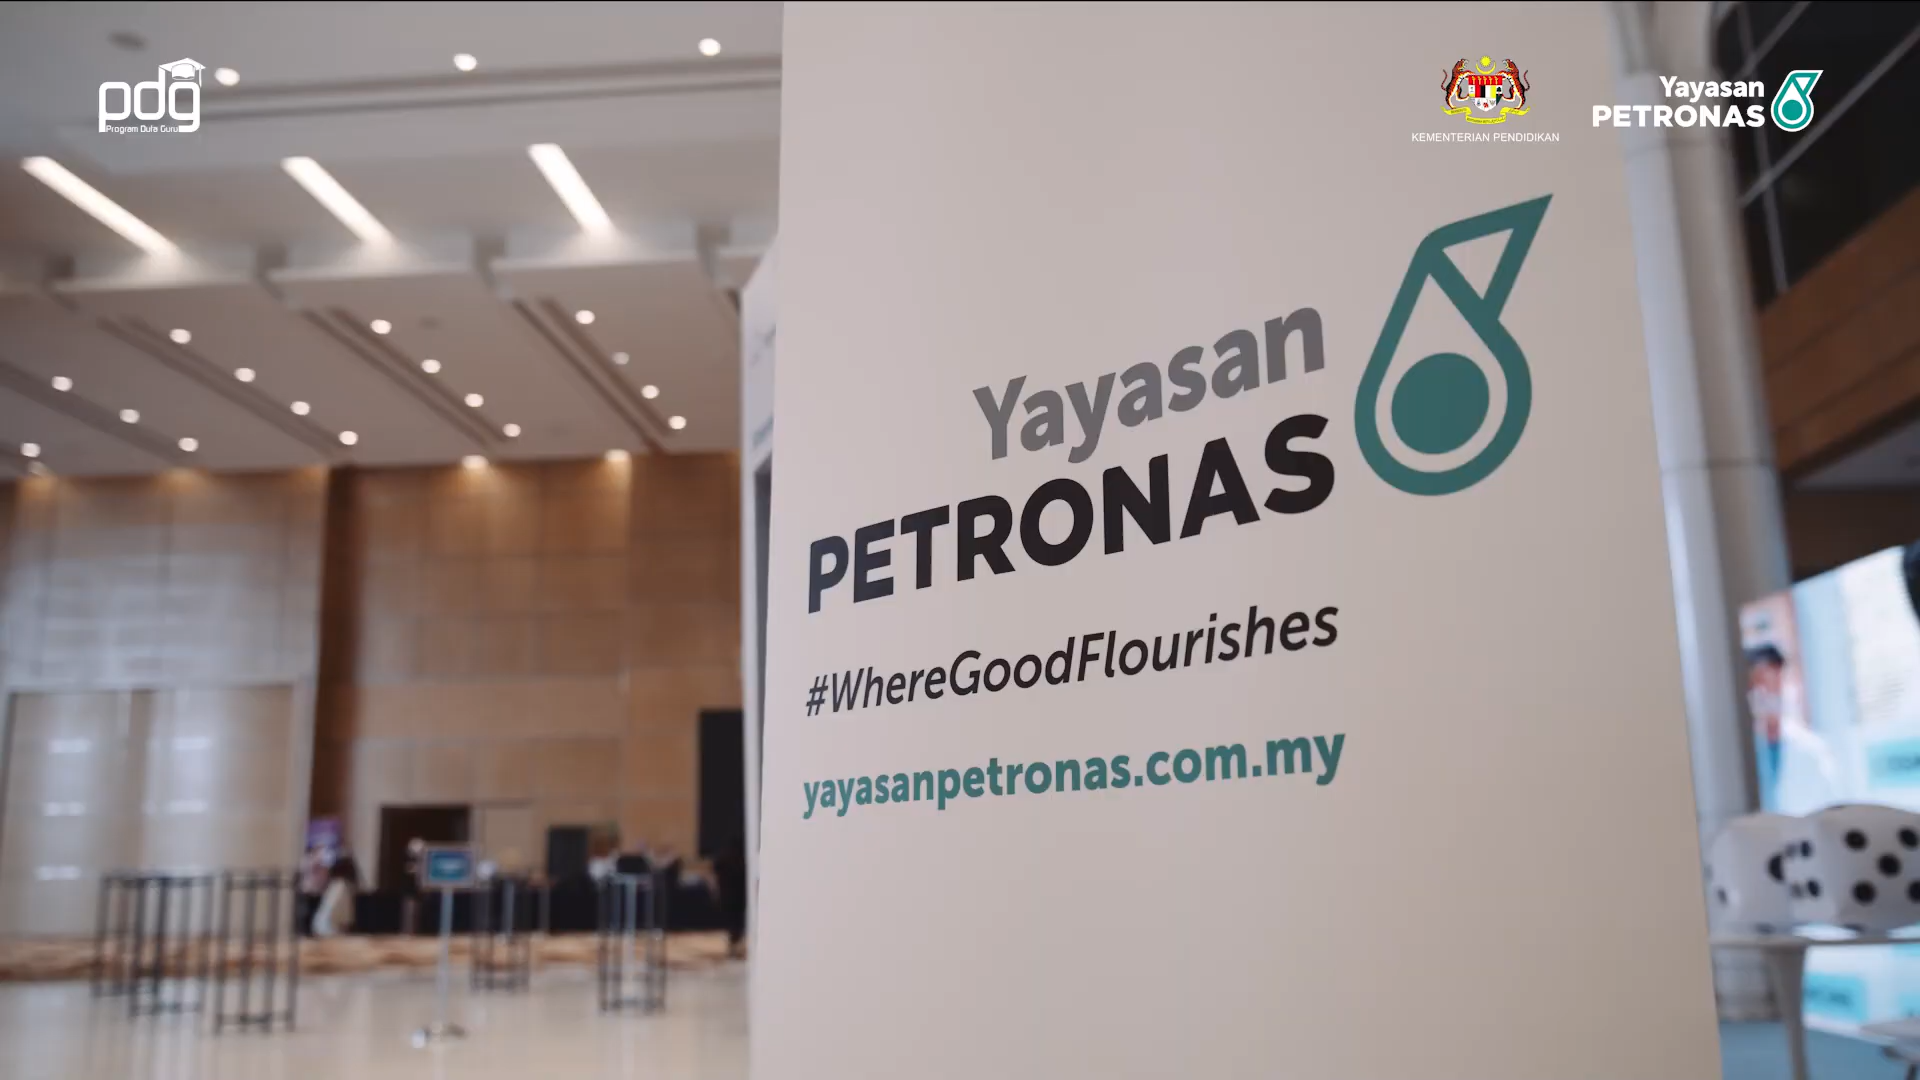 pdg
Program Duta Guru
KEMENTERIAN PENDIDIKAN
Yayasan
PETRONAS
Yayasan
PETRONAS
#WhereGoodFlourishes
yayasanpetronas.com.my